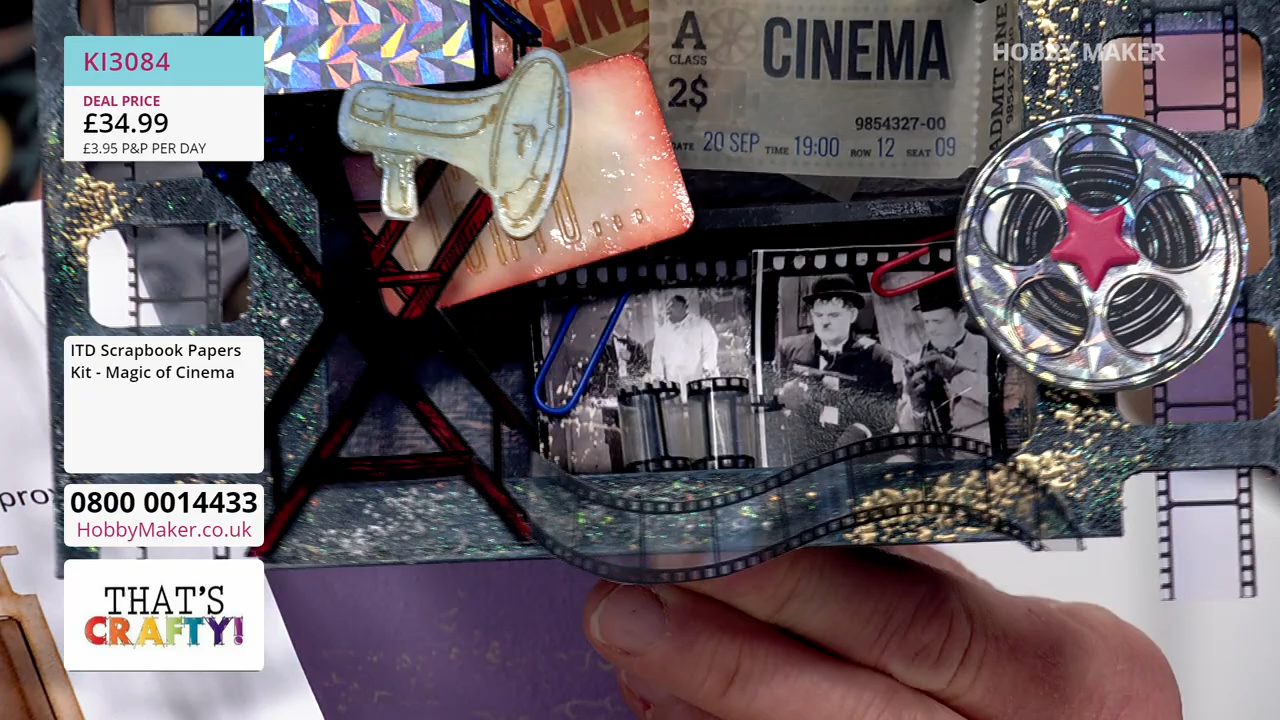 KI3084
DEAL PRICE
£34.99
£3.95 P&P PER DAY
ITD Scrapbook Papers
Kit - Magic of Cinema
0800 0014433
HobbyMaker.co.uk
THAT'S
CRAFTY!
HOBBY MAKER
A
CLASS
2$
CINEMA
9854327-00
DATE 20 SEP TIME 19:00 ROW 12 SEAT 09
ADMIT ONE